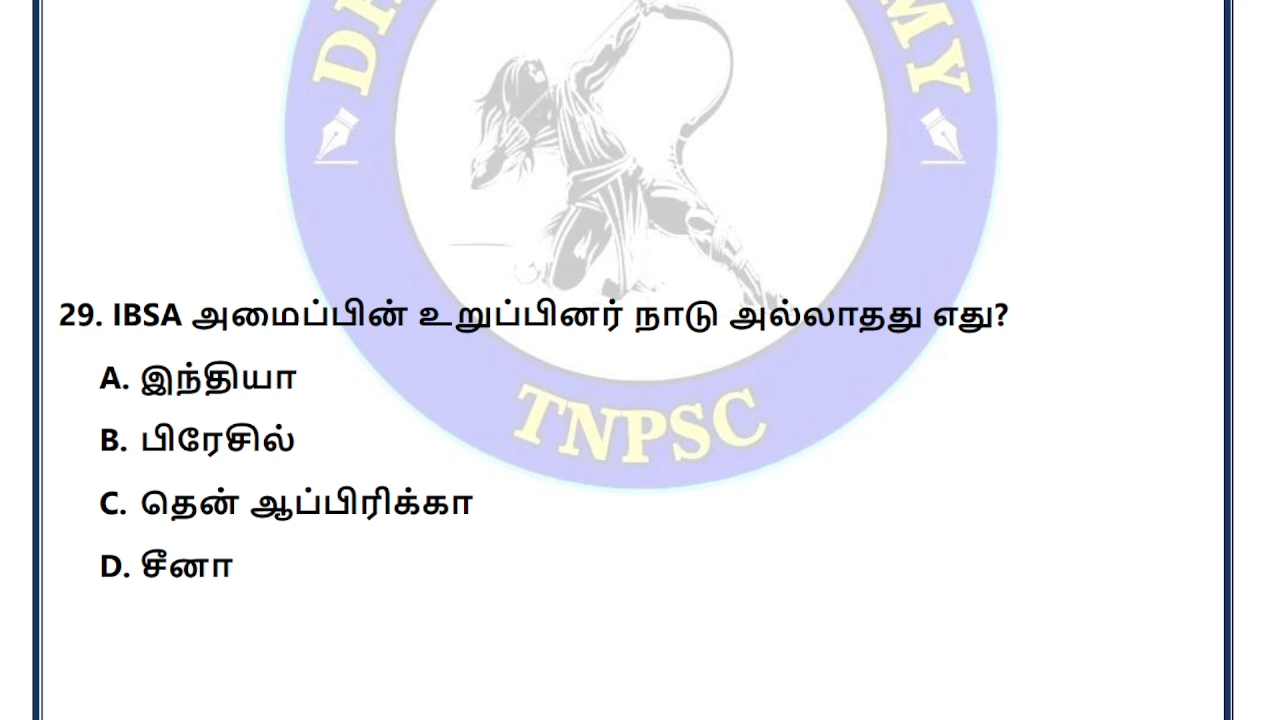 29. IBSA அமைப்பின் உறுப்பினர் நாடு அல்லாதது எது?
A. இந்தியா
B. பிரேசில்
C. தென் ஆப்பிரிக்கா
D. சீனா
TNPSC